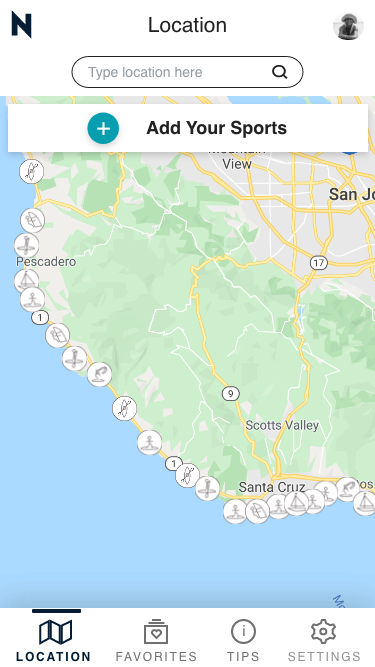 N
Location
Type location here
Add Your Sports
Mountain
View
San Jo
17
Pescadero
1
9
Scotts Valley
1
Santa Cruz
LOCATION
FAVORITES
TIPS
SETTINGS